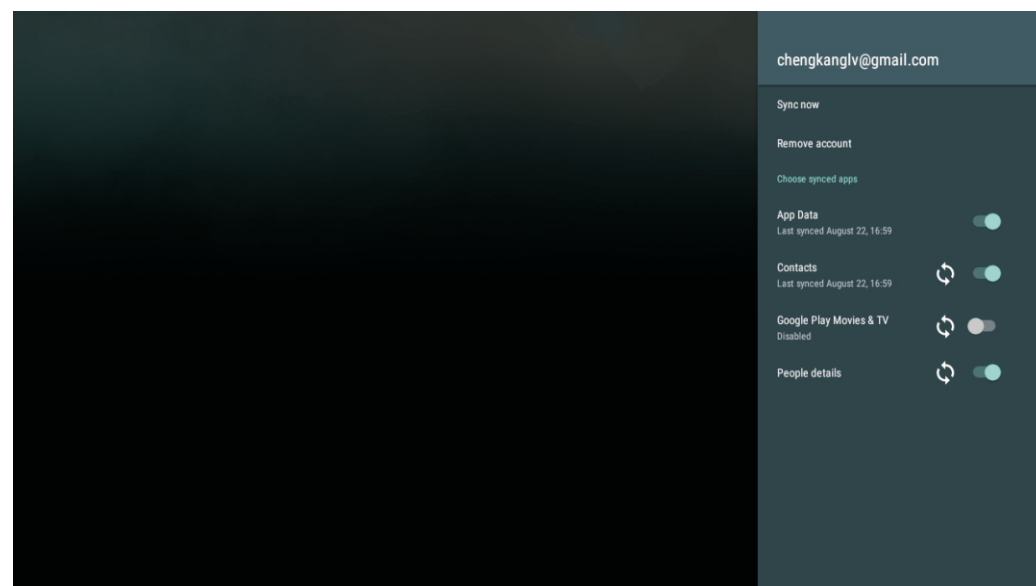 chengkanglv@gmail.com
Sync now
Remove account
Choose synced apps
App Data
Last synced August 22, 16:59
Contacts
Last synced August 22, 16:59
Google Play Movies & TV
Disabled
People details